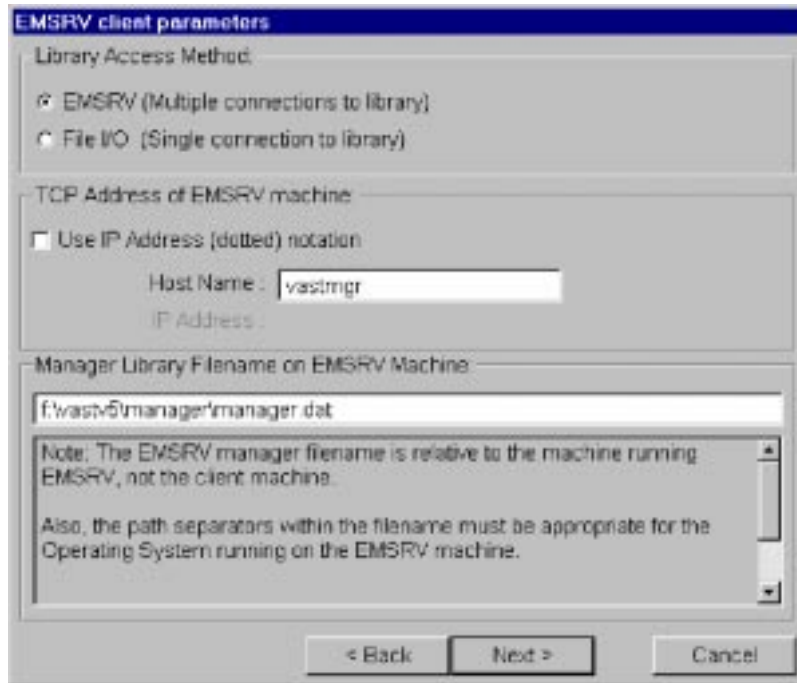 EMSRV client parameters
Library Access Method:
EMSRV (Multiple connections to library)
File I/O (Single connection to library)
TCP Address of EMSRV machine
Use IP Address (dotted) notation
Host Name : vastmgr
IP Address :
Manager Library Filename on EMSRV Machine
f:\vastv5\manager\manager.dat
Note: The EMSRV manager filename is relative to the machine running
EMSRV, not the client machine.
Also, the path separators within the filename must be appropriate for the
Operating System running on the EMSRV machine.
< Back
Next >
Cancel